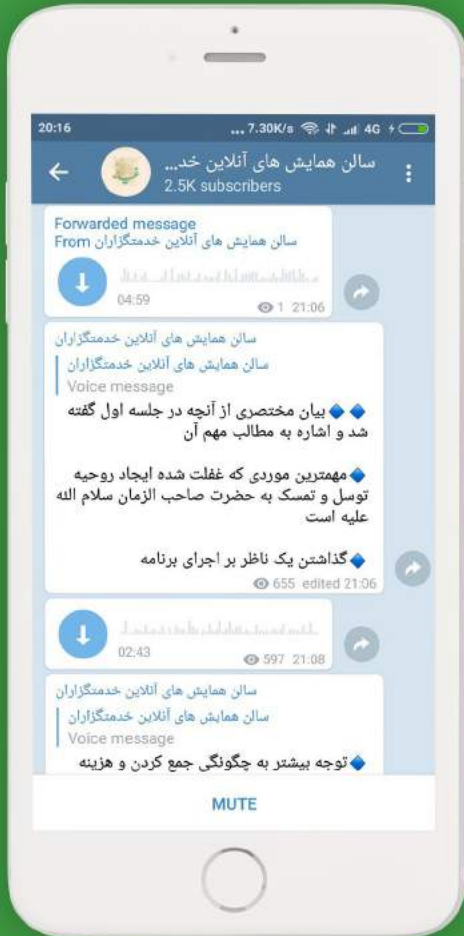 20:16
... 7.30K/s 4G
سالن همایش های آنلاین خد...
2.5K subscribers
Forwarded message
From سالن همایش های آنلاین خدمتگزاران
04:59
1 21:06
سالن همایش های آنلاین خدمتگزاران
سالن همایش های آنلاین خدمتگزاران
Voice message
🔷🔷بیان مختصری از آنچه در جلسه اول گفته
شد و اشاره به مطالب مهم آن
🔷مهمترین موردی که غفلت شده ایجاد روحیه
توسل و تمسک به حضرت صاحب الزمان سلام الله
علیه است
🔷گذاشتن یک ناظر بر اجرای برنامه
655 edited 21:06
02:43
597 21:08
سالن همایش های آنلاین خدمتگزاران
سالن همایش های آنلاین خدمتگزاران
Voice message
🔷توجه بیشتر به چگونگی جمع کردن و هزینه
MUTE